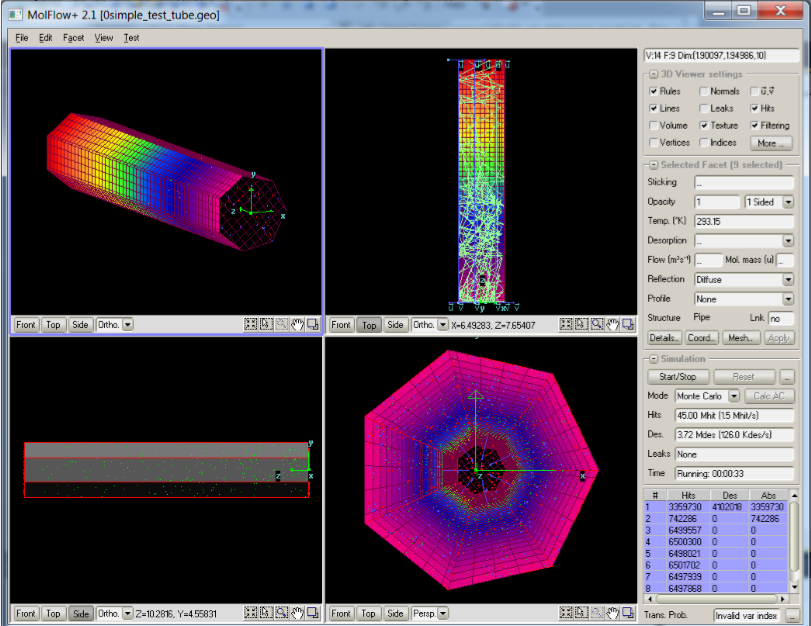 MolFlow+ 2.1 [0simple_test_tube.geo]
File Edit Facet View Test
V:14 F:9 Dim:(1.90097,1.94986,10)
3D Viewer settings
Rules Normals u,v
Lines Leaks Hits
Volume Texture Filtering
Vertices Indices More ...
Selected Facet (9 selected)
Sticking ...
Opacity 1 1 Sided
Temp. (°K) 293.15
Desorption ...
Flow (m³s⁻¹) ... Mol. mass (u) ...
Reflection Diffuse
Profile None
Structure Pipe Lnk no
Details.. Coord.. Mesh.. Apply
Simulation
Start/Stop Reset ...
Mode Monte Carlo Calc AC
Hits 45.00 Mhit (1.5 Mhit/s)
Des. 3.72 Mdes (126.0 Kdes/s)
Leaks None
Time Running: 00:00:33
# Hits Des Abs
1 3359730 4102018 3359730
2 742286 0 742286
3 6499557 0 0
4 6500300 0 0
5 6498021 0 0
6 6501702 0 0
7 6497939 0 0
8 6497868 0 0
Trans. Prob. Invalid var index ...
y
z
x
Front Top Side Ortho.
Front Top Side Ortho. X=6.49283, Z=7.65407
y
z
x
Front Top Side Ortho. Z=10.2816, Y=4.55831
y
z
x
Front Top Side Persp.